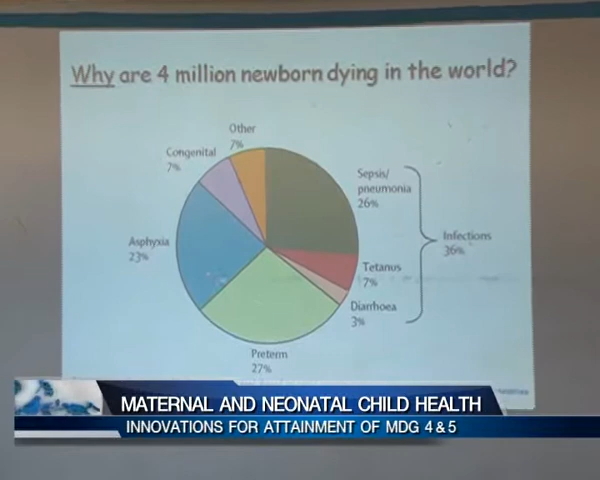 Why are 4 million newborn dying in the world?
Other
7%
Congenital
7%
Sepsis/
pneumonia
26%
Asphyxia
23%
Infections
36%
Tetanus
7%
Diarrhoea
3%
Preterm
27%
MATERNAL AND NEONATAL CHILD HEALTH
INNOVATIONS FOR ATTAINMENT OF MDG 4 & 5